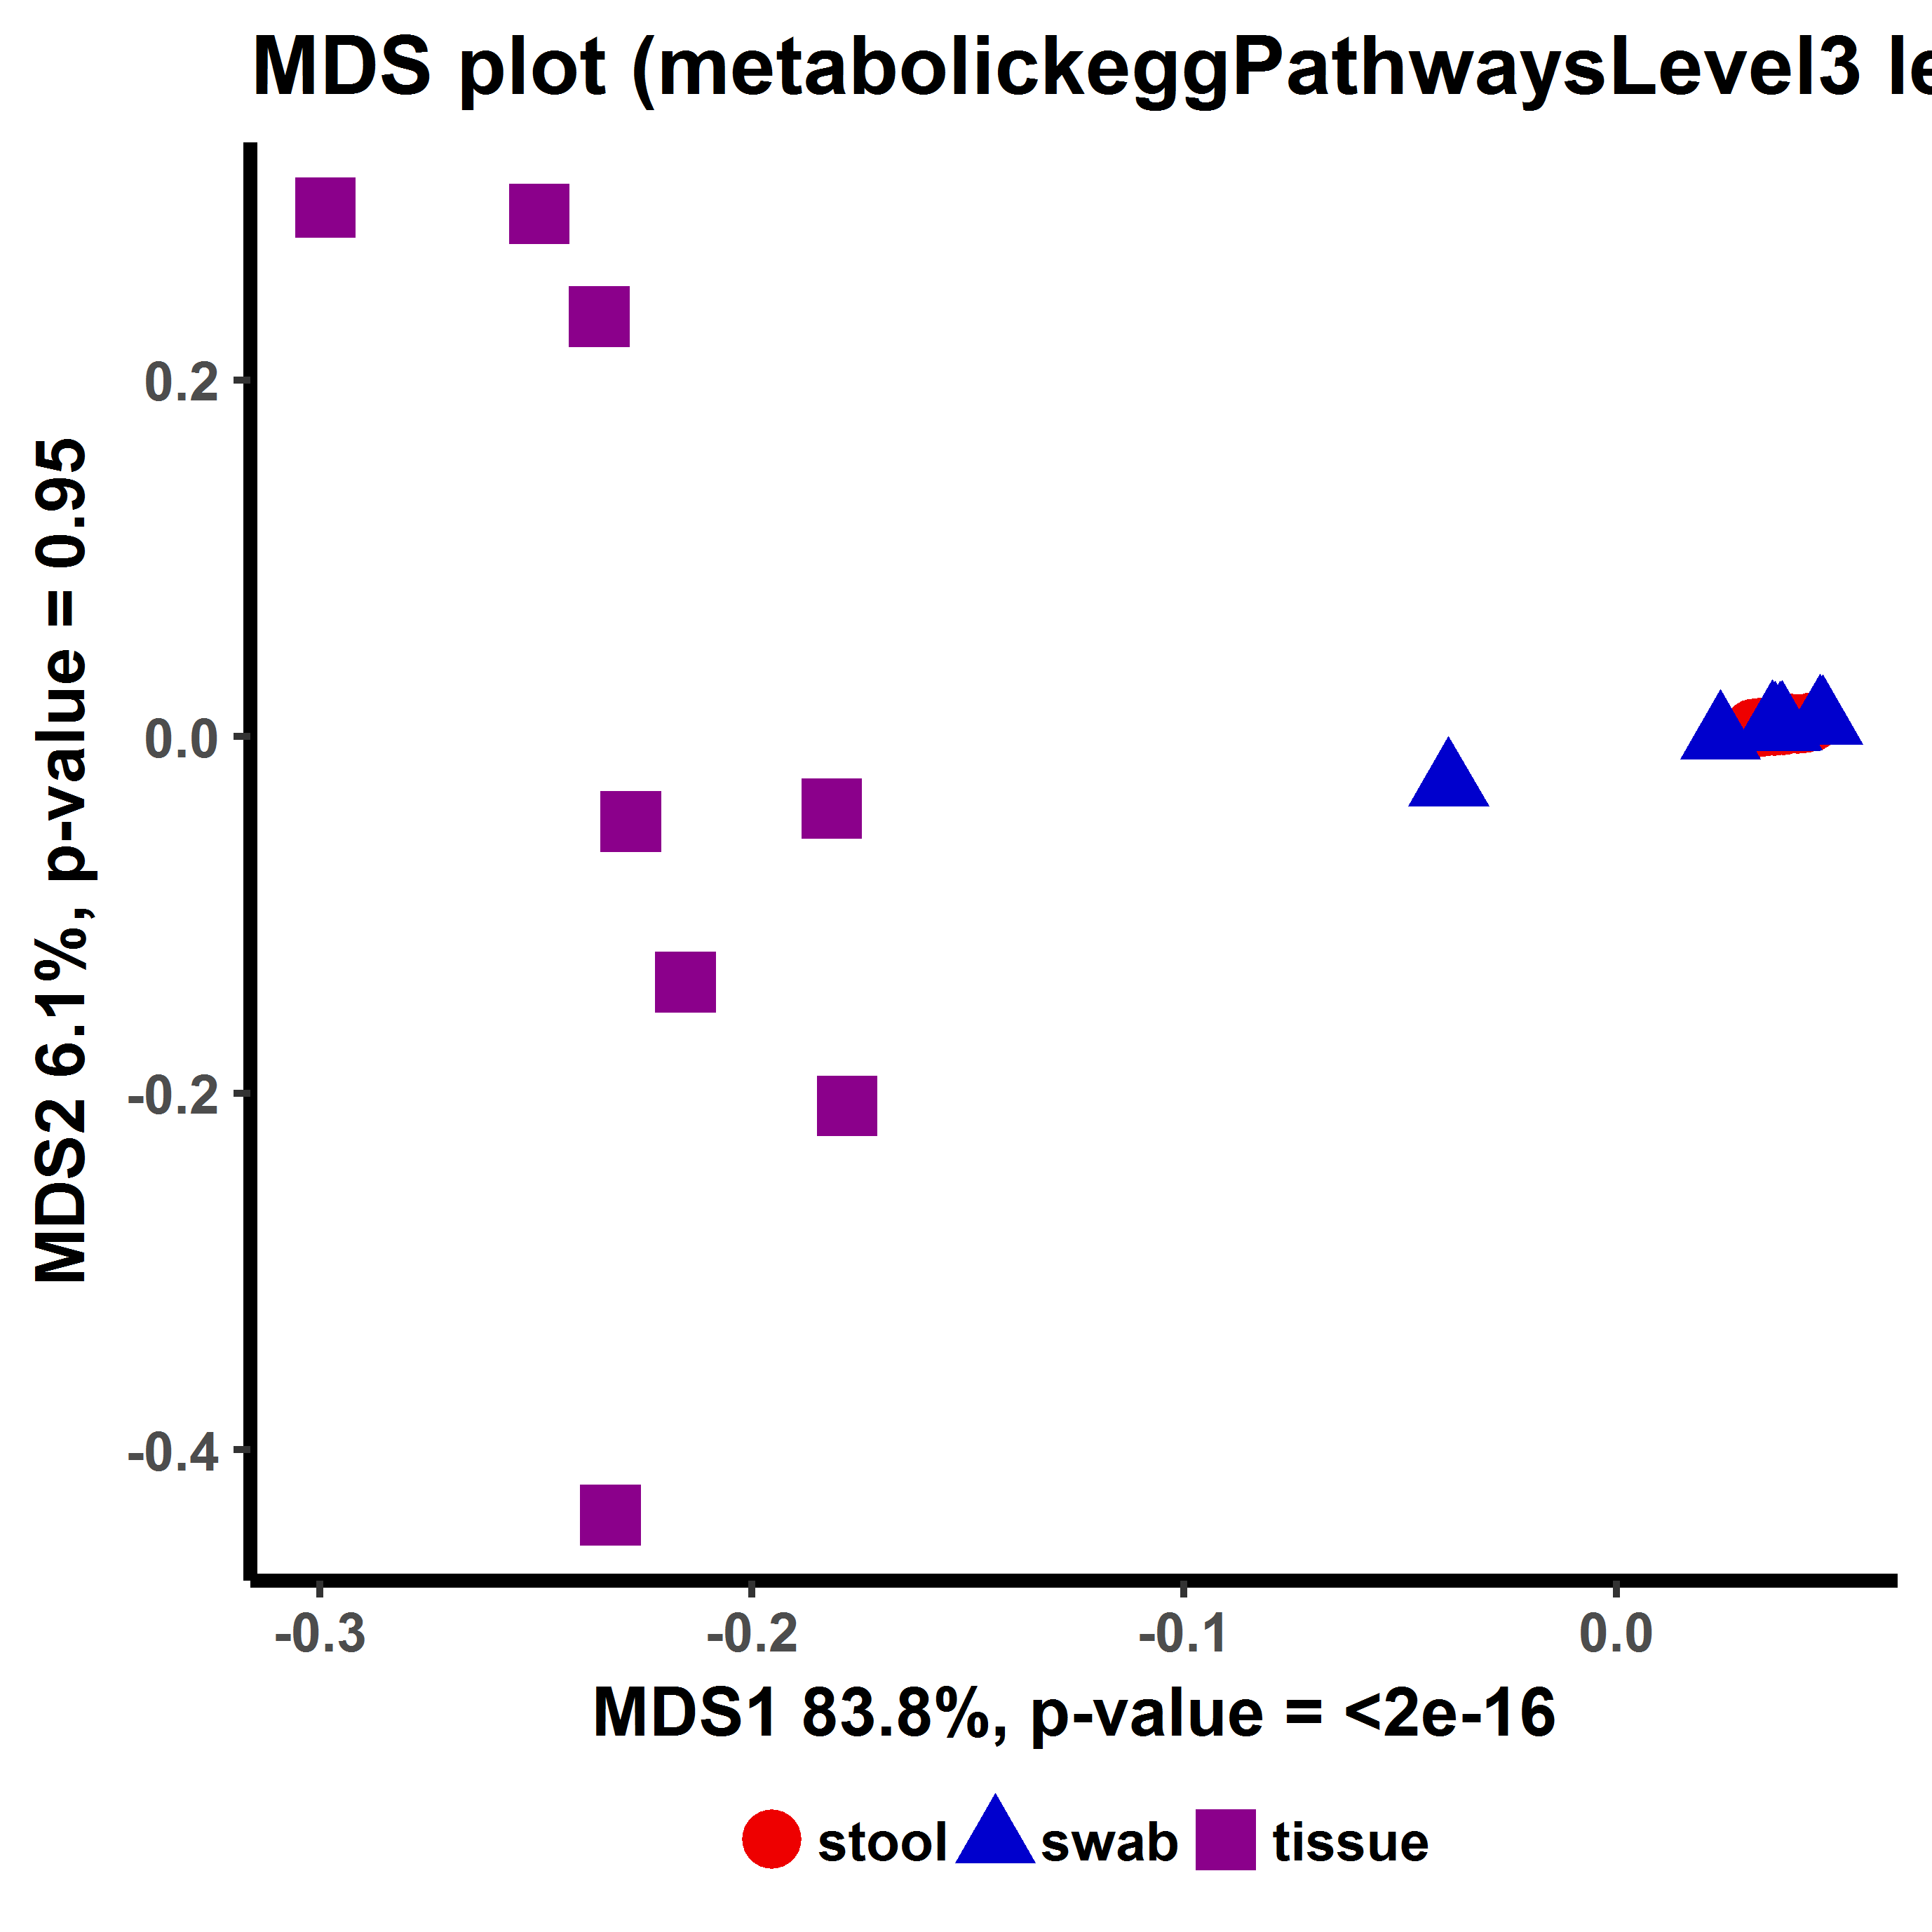 MDS plot (metabolickeggPathwaysLevel3
MDS2 6.1%, p-value = 0.95
0.2
0.0
-0.2
-0.4
-0.3
-0.2
-0.1
0.0
MDS1 83.8%, p-value = <2e-16
stool swab tissue